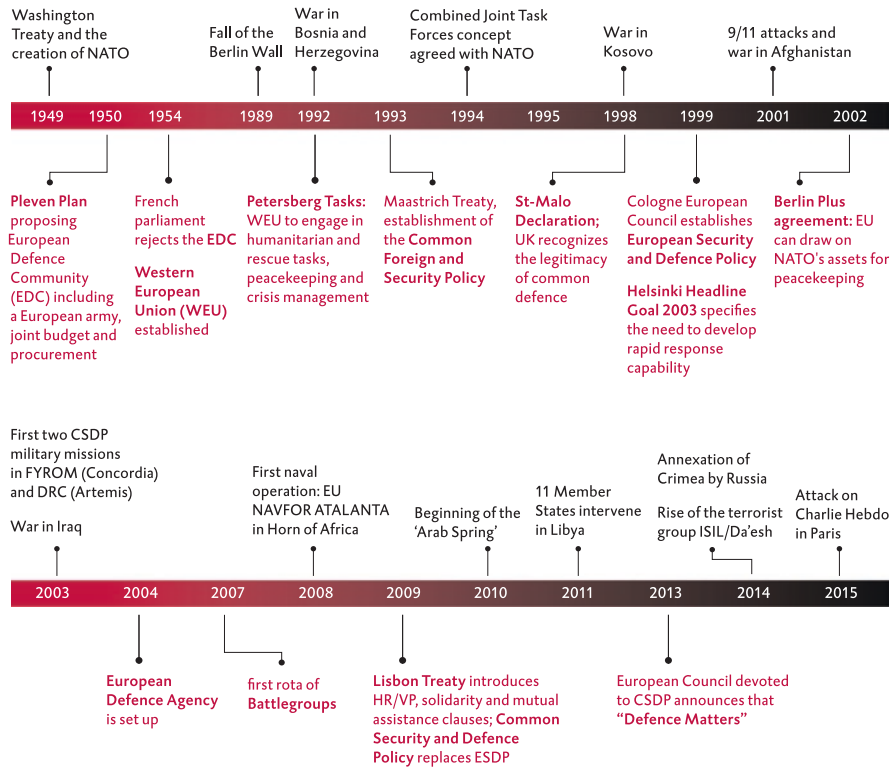 Washington
Treaty and the
creation of NATO
Fall of the
Berlin Wall
War in
Bosnia and
Herzegovina
Combined Joint Task
Forces concept
agreed with NATO
War in
Kosovo
9/11 attacks and
war in Afghanistan
1949 1950 1954 1989 1992 1993 1994 1995 1998 1999 2001 2002
Pleven Plan
proposing
European
Defence
Community
(EDC) including
a European army,
joint budget and
procurement
French
parliament
rejects the EDC
Western
European
Union (WEU)
established
Petersberg Tasks:
WEU to engage in
humanitarian and
rescue tasks,
peacekeeping and
crisis management
Maastrich Treaty,
establishment of
the Common
Foreign and
Security Policy
St-Malo
Declaration;
UK recognizes
the legitimacy
of common
defence
Cologne European
Council establishes
European Security
and Defence Policy
Helsinki Headline
Goal 2003 specifies
the need to develop
rapid response
capability
Berlin Plus
agreement: EU
can draw on
NATO's assets for
peacekeeping
First two CSDP
military missions
in FYROM (Concordia)
and DRC (Artemis)
War in Iraq
First naval
operation: EU
NAVFOR ATALANTA
in Horn of Africa
Beginning of the
‘Arab Spring’
11 Member
States intervene
in Libya
Annexation of
Crimea by Russia
Rise of the terrorist
group ISIL/Da’esh
Attack on
Charlie Hebdo
in Paris
2003 2004 2007 2008 2009 2010 2011 2013 2014 2015
European
Defence Agency
is set up
first rota of
Battlegroups
Lisbon Treaty introduces
HR/VP, solidarity and mutual
assistance clauses; Common
Security and Defence
Policy replaces ESDP
European Council devoted
to CSDP announces that
“Defence Matters”